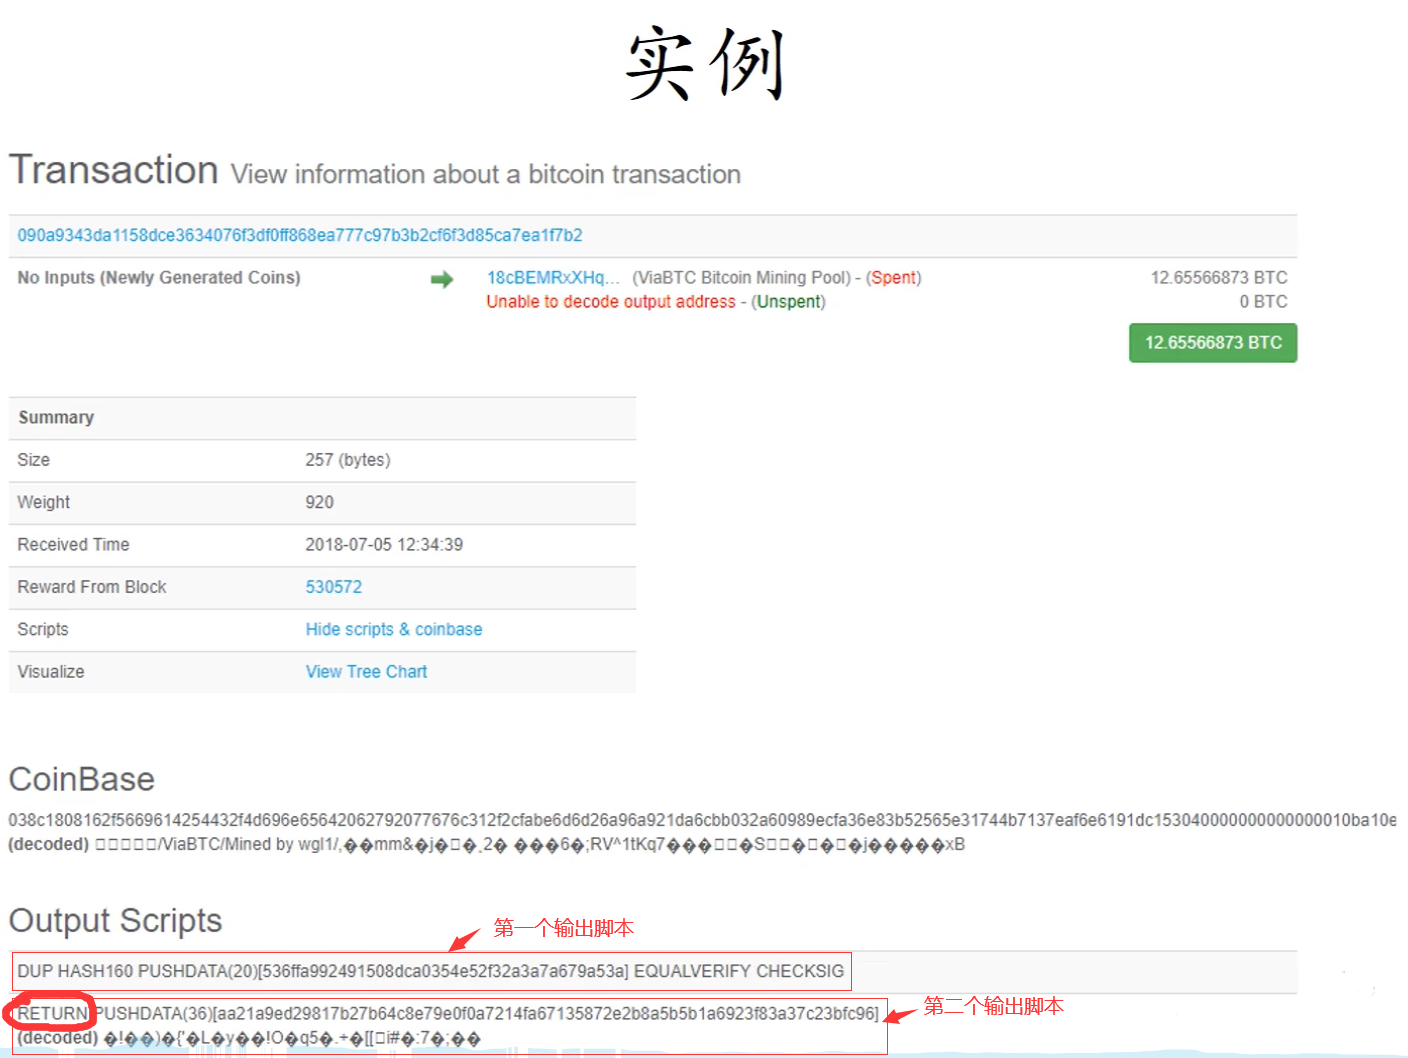 实例
Transaction View information about a bitcoin transaction
090a9343da1158dce3634076f3df0ff868ea777c97b3b2cf6f3d85ca7ea1f7b2
No Inputs (Newly Generated Coins) 18cBEMRxXHq... (ViaBTC Bitcoin Mining Pool) - (Spent) 12.65566873 BTC
Unable to decode output address - (Unspent) 0 BTC
12.65566873 BTC
Summary
Size 257 (bytes)
Weight 920
Received Time 2018-07-05 12:34:39
Reward From Block 530572
Scripts Hide scripts & coinbase
Visualize View Tree Chart
CoinBase
038c1808162f5669614254432f4d696e65642062792077676c312f2cfabe6d6d26a96a921da6cbb032a60989ecfa36e83b52565e31744b7137eaf6e6191dc153040000000000000010ba10e
(decoded) □□□□□/ViaBTC/Mined by wgl1/,��mm&�j�□�¸2� ���6�;RV^1tKq7���□□�S□□�□�□�j�����xB
Output Scripts
第一个输出脚本
DUP HASH160 PUSHDATA(20)[536ffa992491508dca0354e52f32a3a7a679a53a] EQUALVERIFY CHECKSIG
第二个输出脚本
RETURN PUSHDATA(36)[aa21a9ed29817b27b64c8e79e0f0a7214fa67135872e2b8a5b5b1a6923f83a37c23bfc96]
(decoded) �!��)�{'�L�y��!O�q5�.+�[[□i#�:7�;��